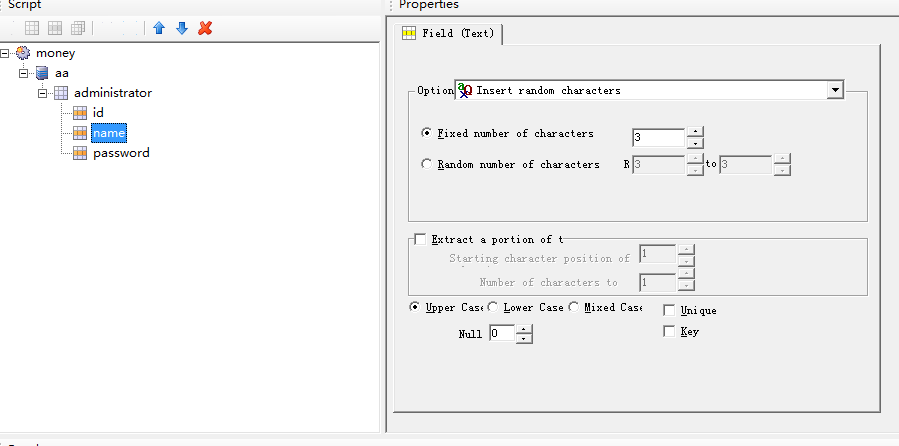 Script
Properties
money
aa
administrator
id
name
password
Field (Text)
Option
Insert random characters
Fixed number of characters
3
Random number of characters R 3 to 3
Extract a portion of t
Starting character position of 1
Number of characters to 1
Upper Case Lower Case Mixed Case Unique
Null 0 Key